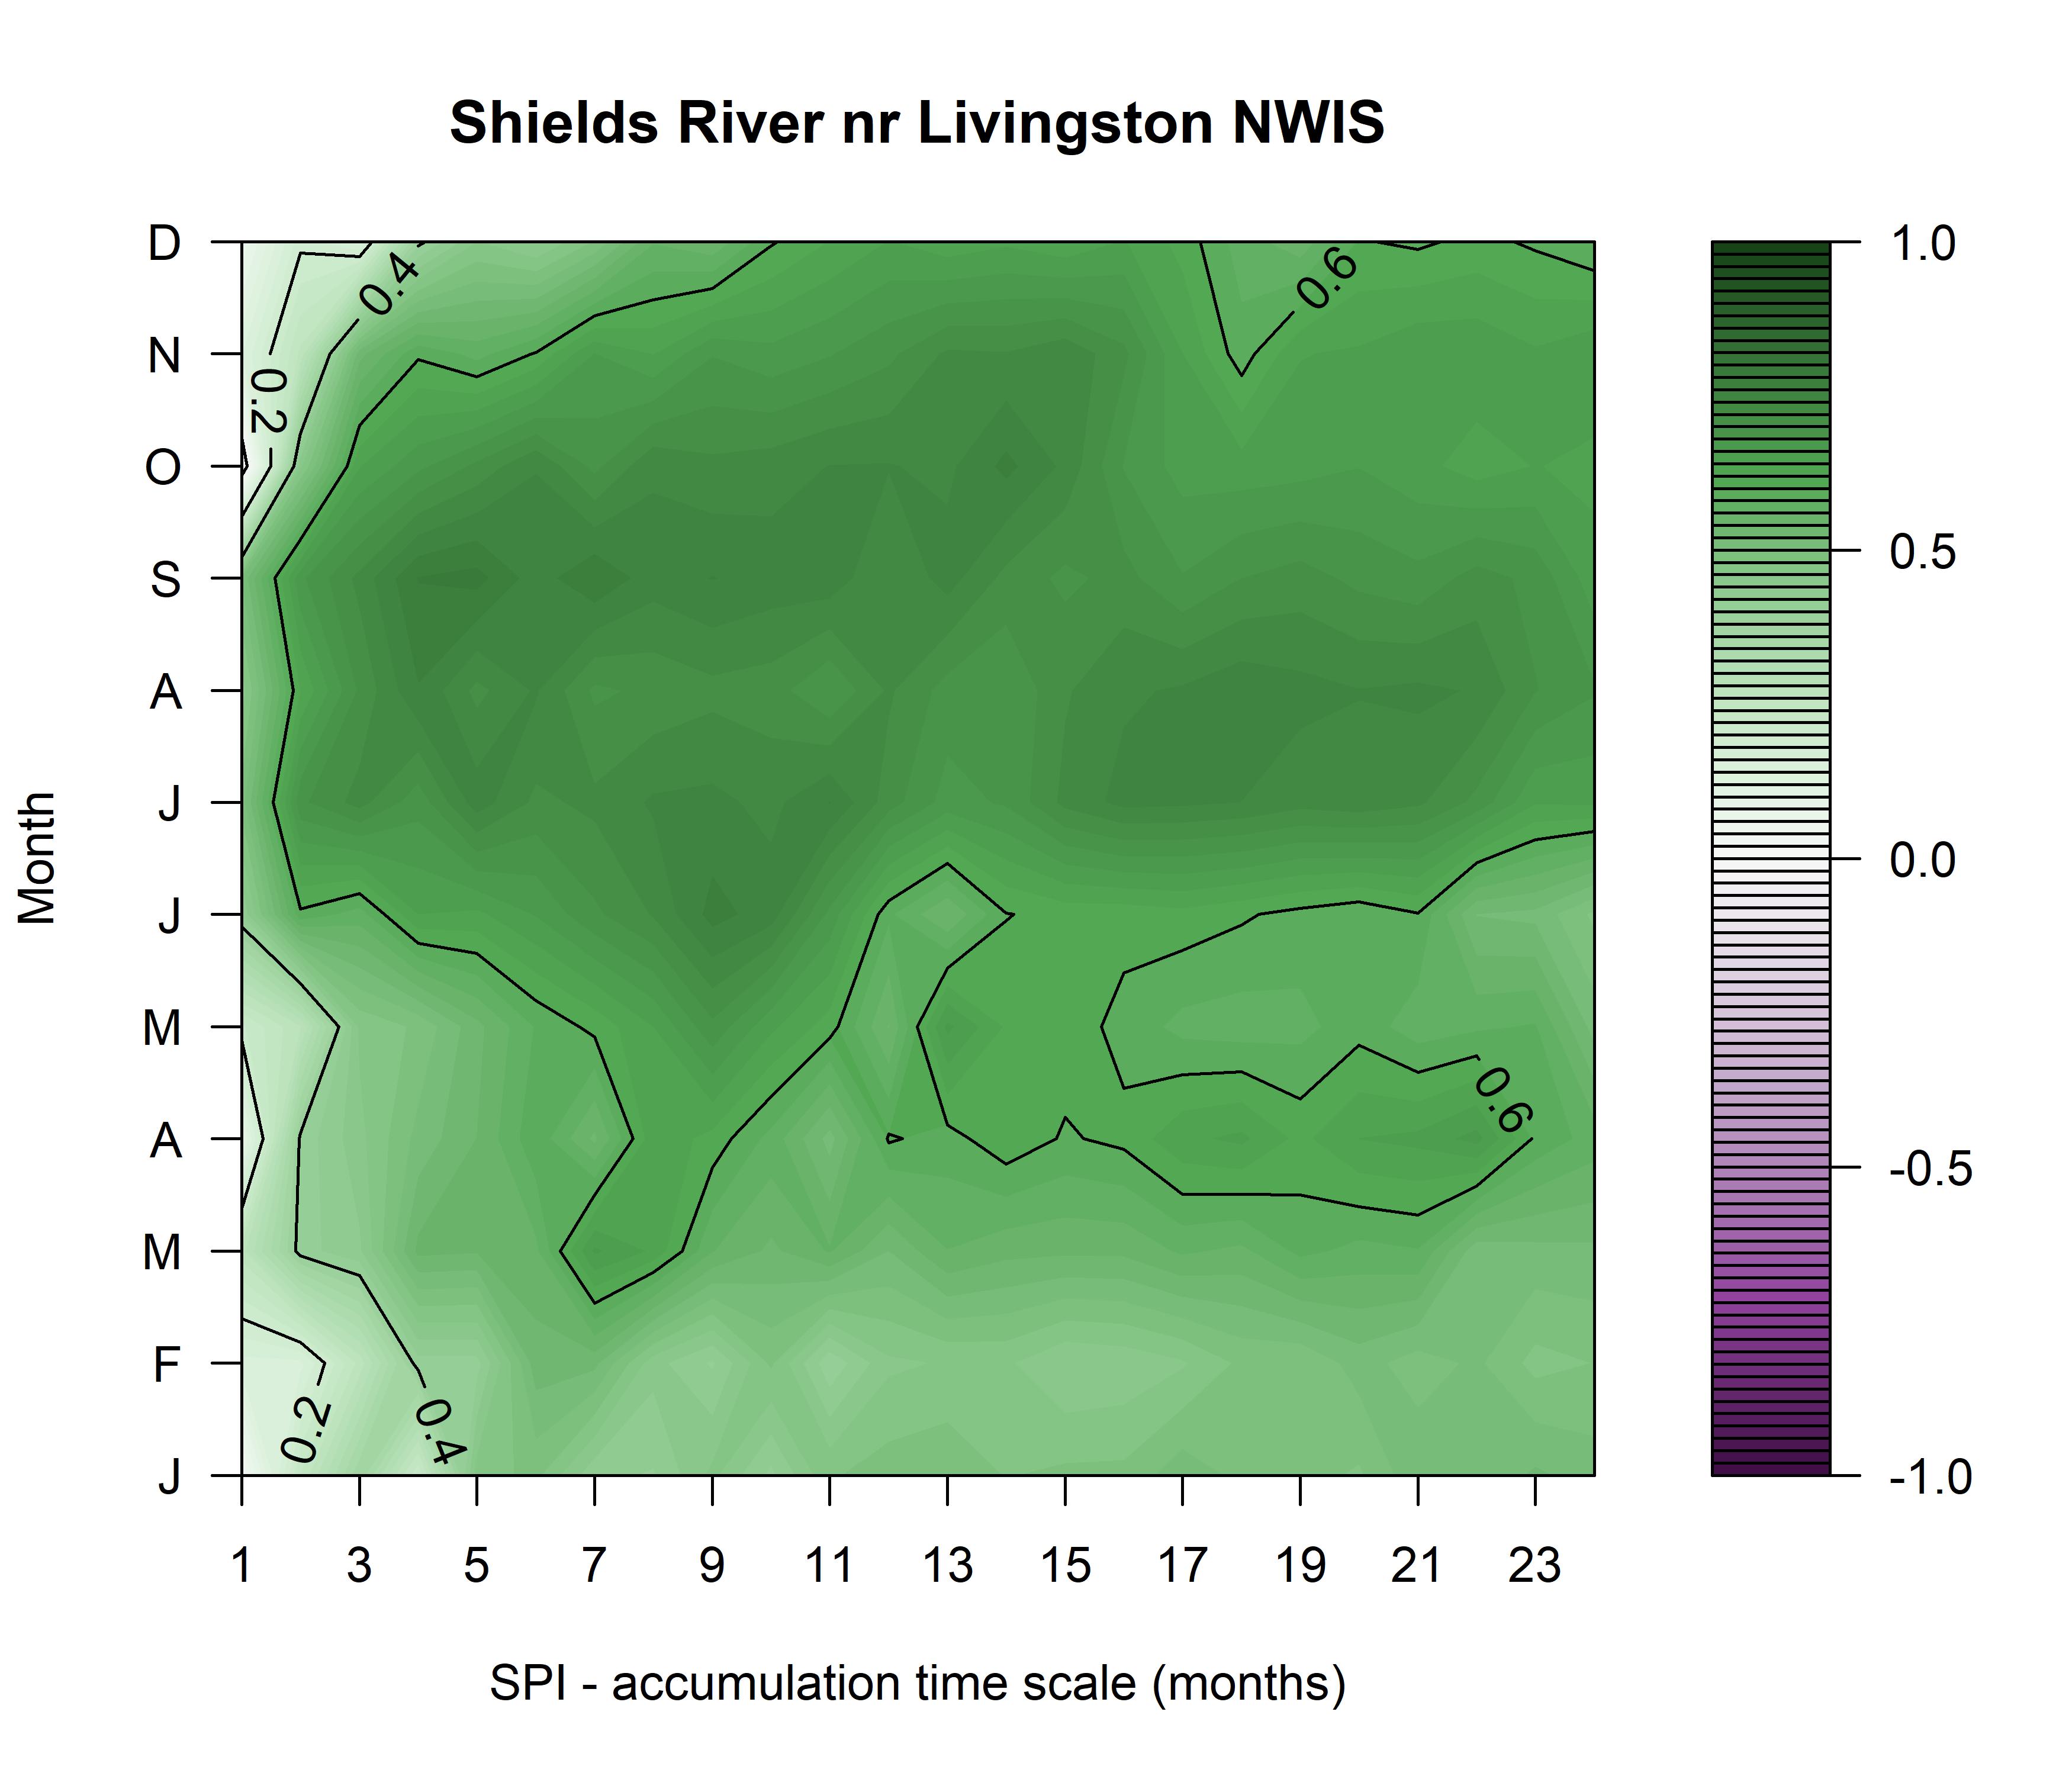 Shields River nr Livingston NWIS
D
N
O
S
A
J
J
M
A
M
F
J
Month
0.4
0.2
0.6
0.6
0.2
0.4
1 3 5 7 9 11 13 15 17 19 21 23
SPI - accumulation time scale (months)
1.0
0.5
0.0
-0.5
-1.0